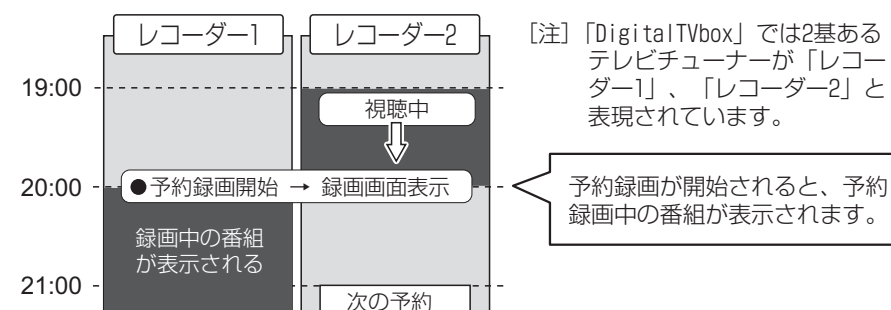 レコーダー1
レコーダー2
［注］「DigitalTVbox」では2基ある
テレビチューナーが「レコー
ダー1」、「レコーダー2」と
表現されています。
19:00
視聴中
20:00
●予約録画開始 → 録画画面表示
予約録画が開始されると、予約
録画中の番組が表示されます。
録画中の番組
が表示される
21:00
次の予約